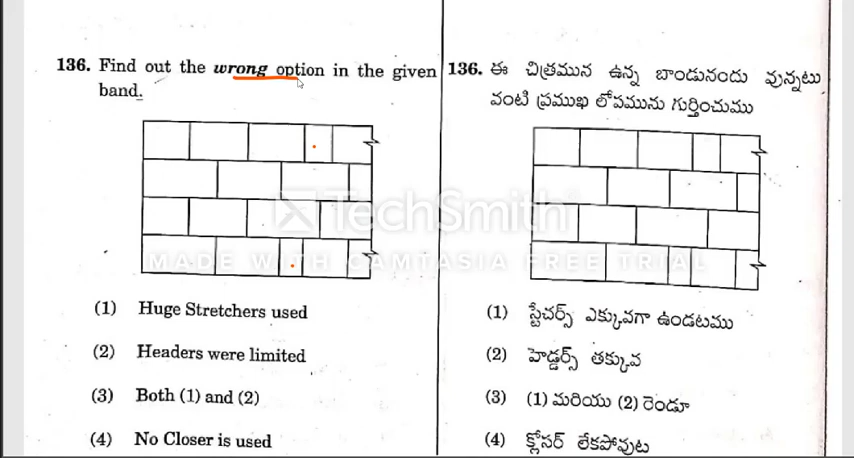 136. Find out the wrong option in the given
band.
(1) Huge Stretchers used
(2) Headers were limited
(3) Both (1) and (2)
(4) No Closer is used
136. ఈ చిత్రమున ఉన్న బాండునందు వున్నటు
వంటి ప్రముఖ లోపమును గుర్తించుము
(1) స్ట్రేచర్స్ ఎక్కువగా ఉండటము
(2) హెడ్డర్స్ తక్కువ
(3) (1) మరియు (2) రెండూ
(4) క్లోసర్ లేకపోవుట
TechSmith
MADE WITH CAMTASIA FREE TRIAL